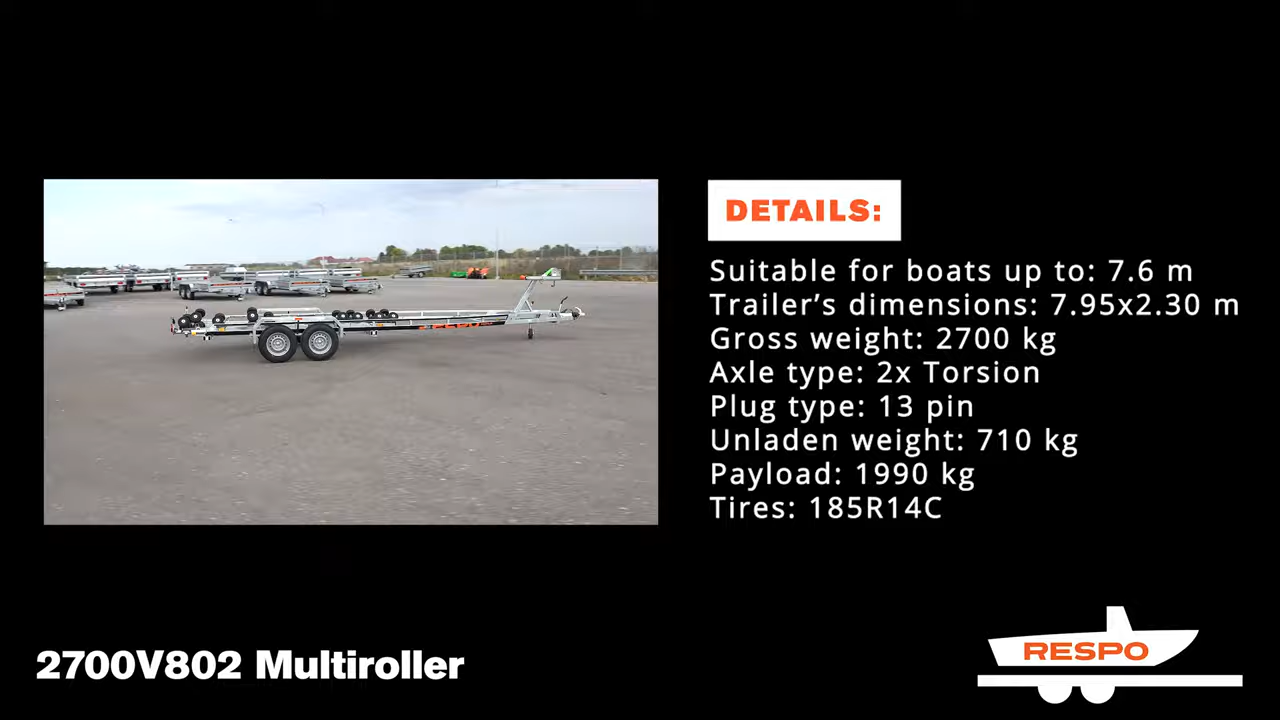 DETAILS:
Suitable for boats up to: 7.6 m
Trailer’s dimensions: 7.95x2.30 m
Gross weight: 2700 kg
Axle type: 2x Torsion
Plug type: 13 pin
Unladen weight: 710 kg
Payload: 1990 kg
Tires: 185R14C
2700V802 Multiroller
RESPO